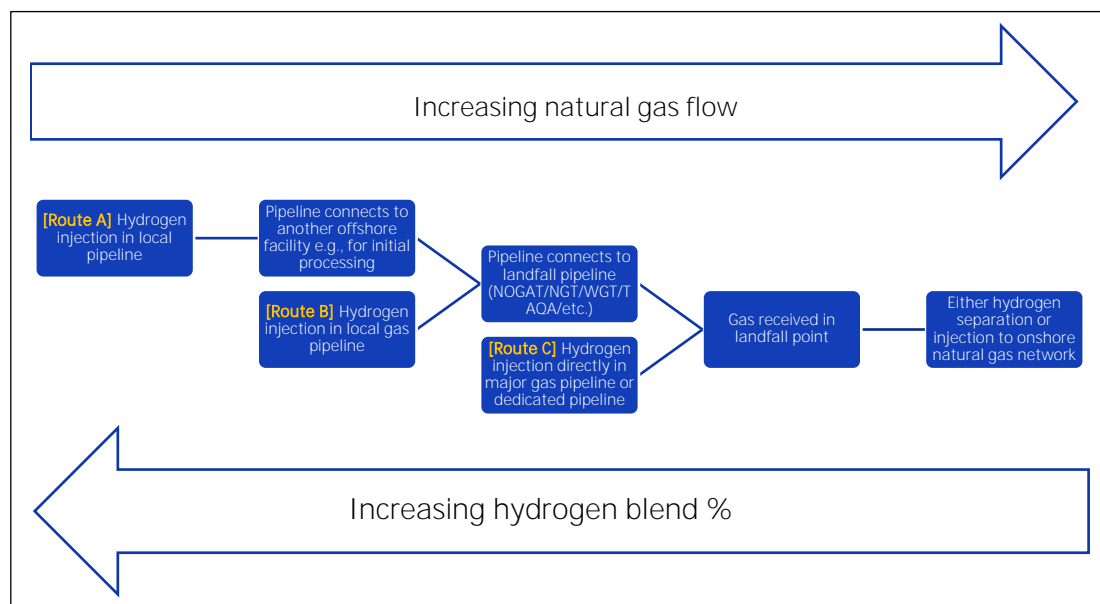 Increasing natural gas flow
[Route A] Hydrogen
injection in local
pipeline
Pipeline connects to
another offshore
facility e.g., for initial
processing
[Route B] Hydrogen
injection in local gas
pipeline
Pipeline connects to
landfall pipeline
(NOGAT/NGT/WGT/T
AQA/etc.)
[Route C] Hydrogen
injection directly in
major gas pipeline or
dedicated pipeline
Gas received in
landfall point
Either hydrogen
separation or
injection to onshore
natural gas network
Increasing hydrogen blend %